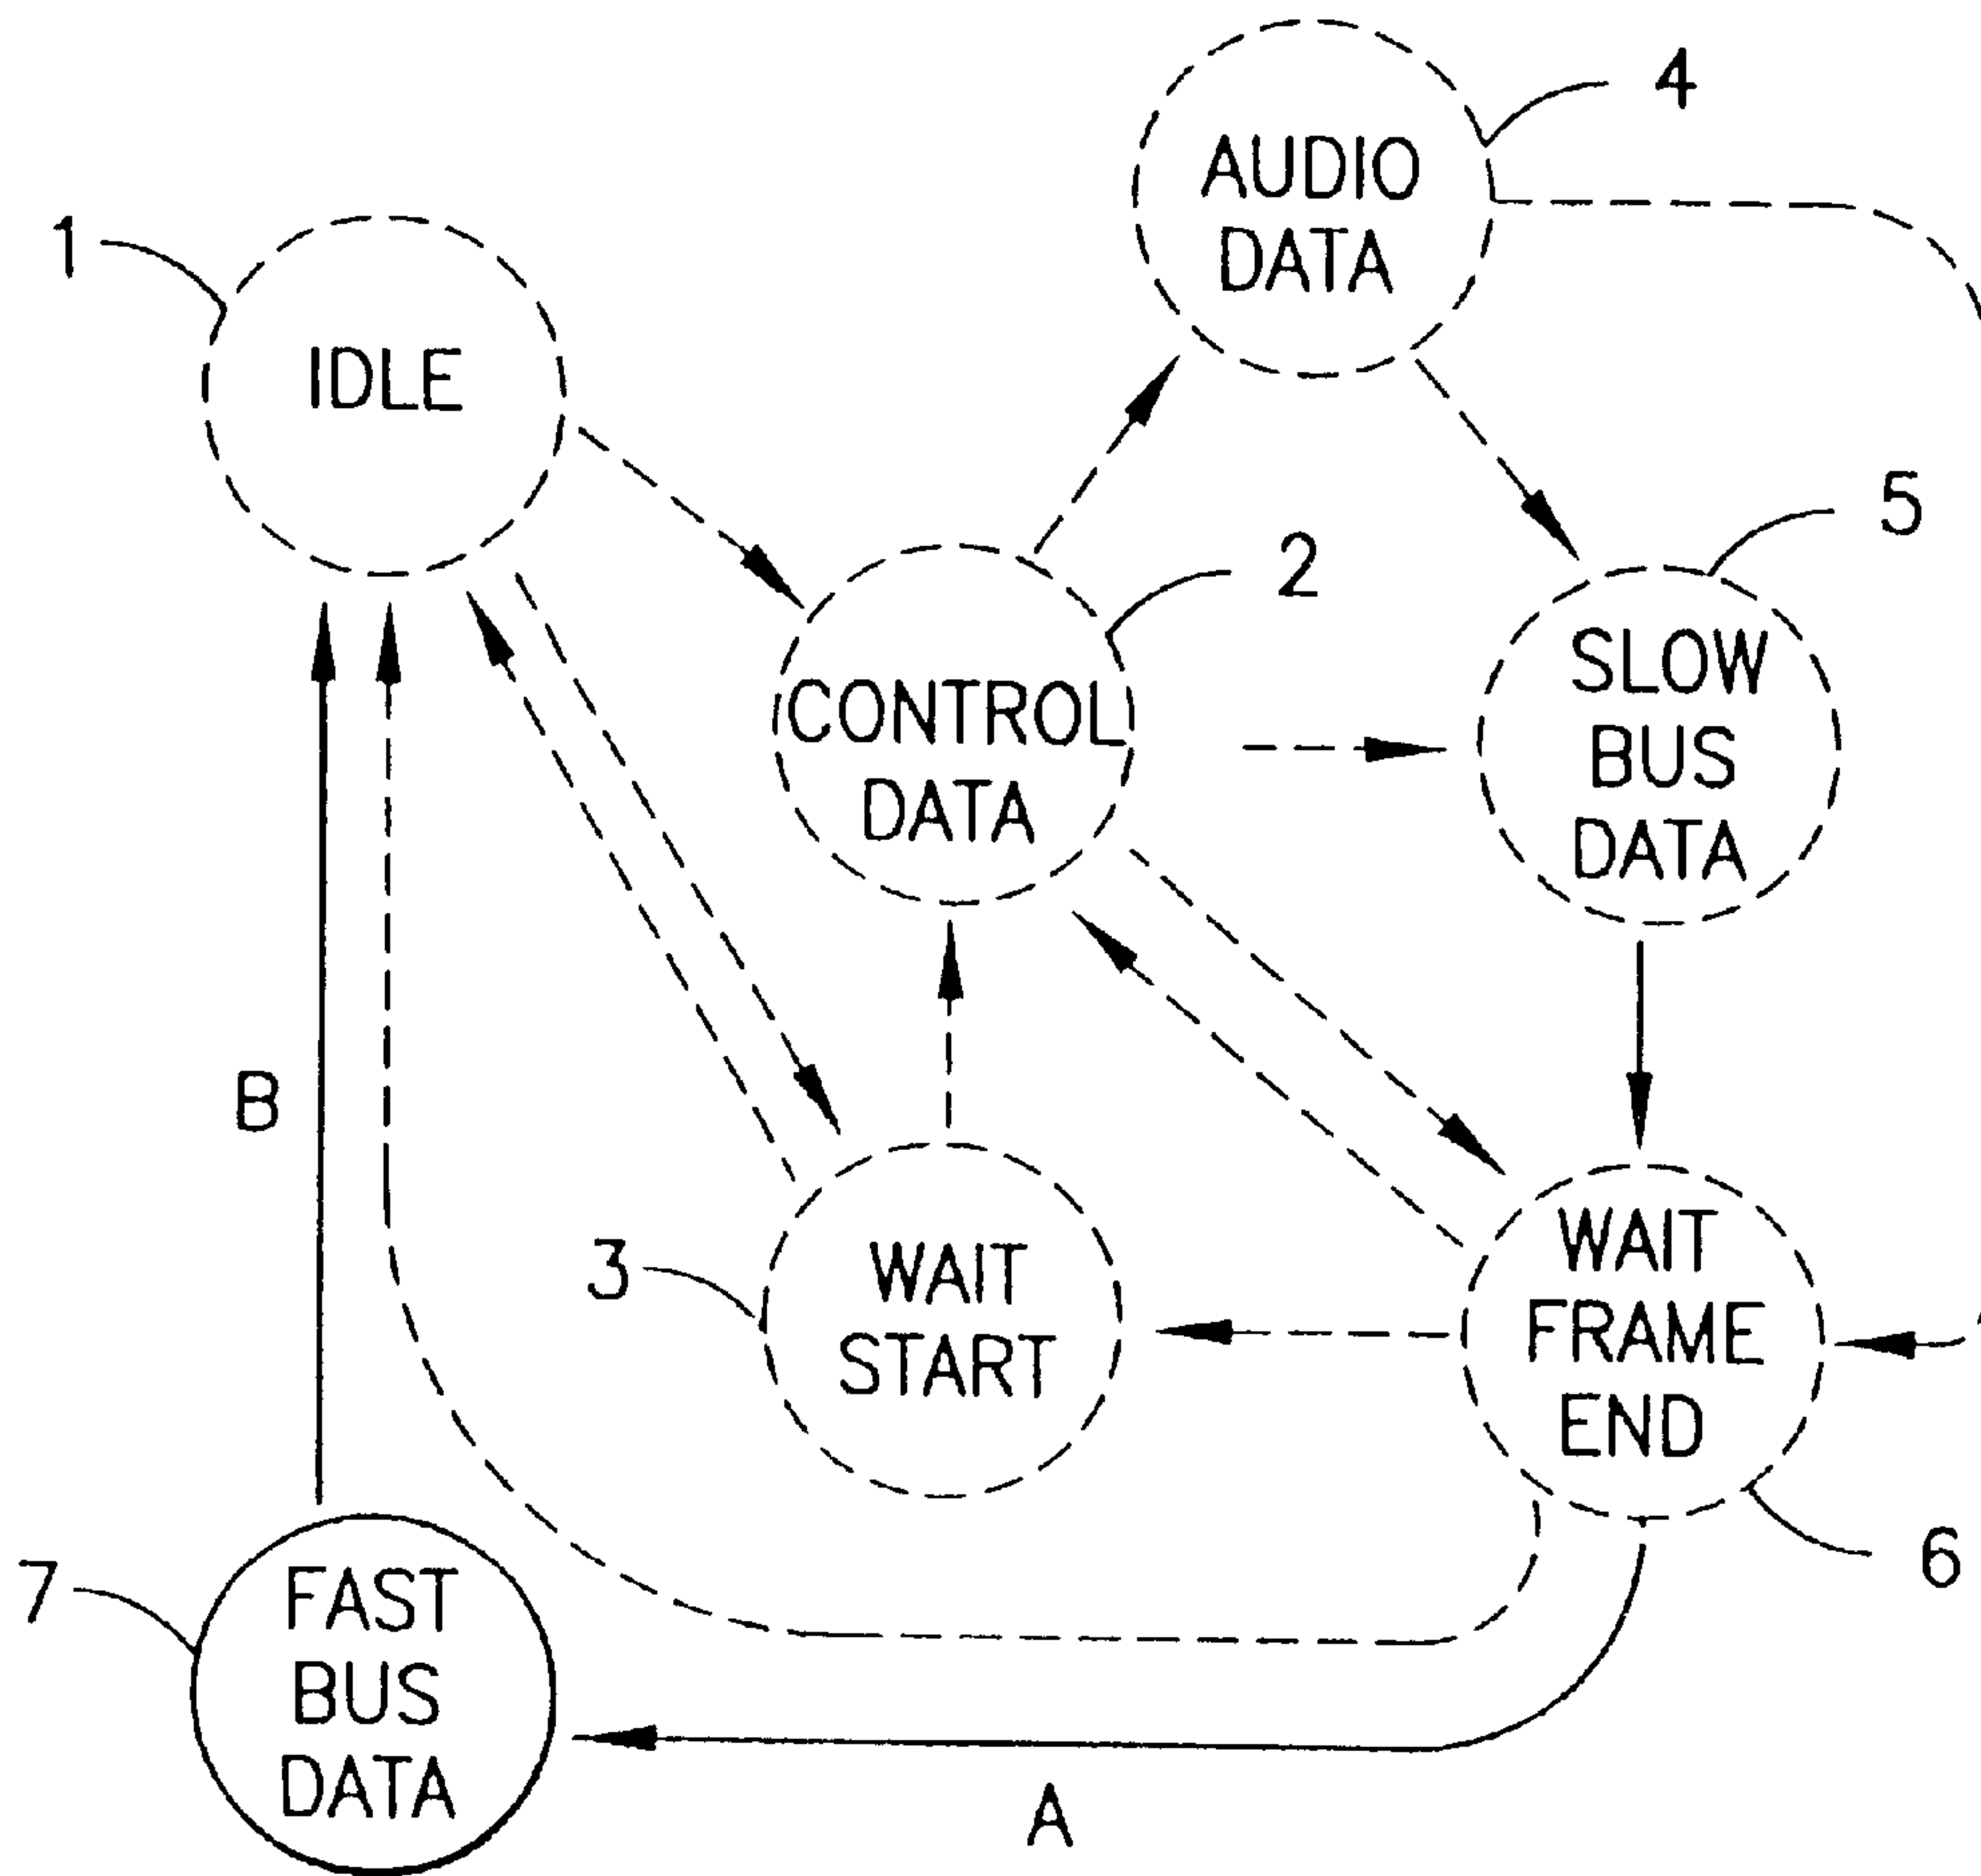 4
AUDIO
DATA
1
IDLE
5
2
SLOW
BUS
DATA
CONTROL
DATA
B
3
WAIT
START
WAIT
FRAME
END
6
7
FAST
BUS
DATA
A